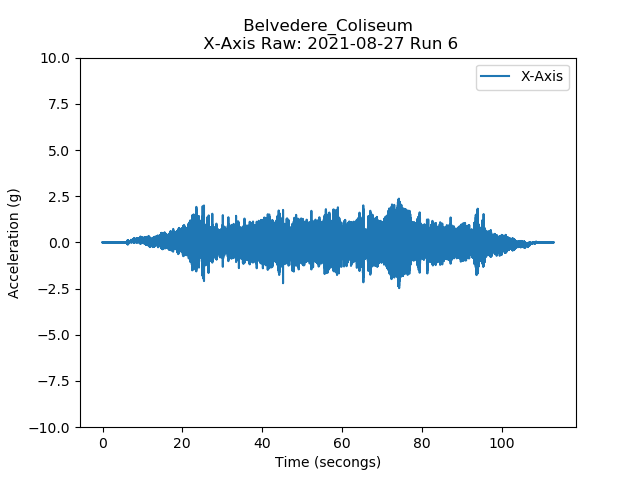 Belvedere_Coliseum
X-Axis Raw: 2021-08-27 Run 6
X-Axis
10.0
7.5
5.0
2.5
0.0
−2.5
−5.0
−7.5
−10.0
Acceleration (g)
0 20 40 60 80 100
Time (secongs)